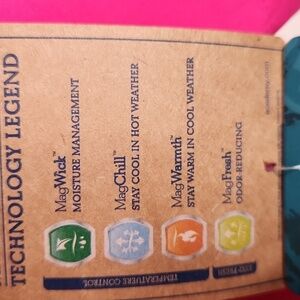 TECHNOLOGY LEGEND
MagWick™
MOISTURE MANAGEMENT
MagChill™
STAY COOL IN HOT WEATHER
MagWarmth™
STAY WARM IN COOL WEATHER
MagFresh™
ODOR-REDUCING
TEMPERATUERE CONTROL
STAY FRESH